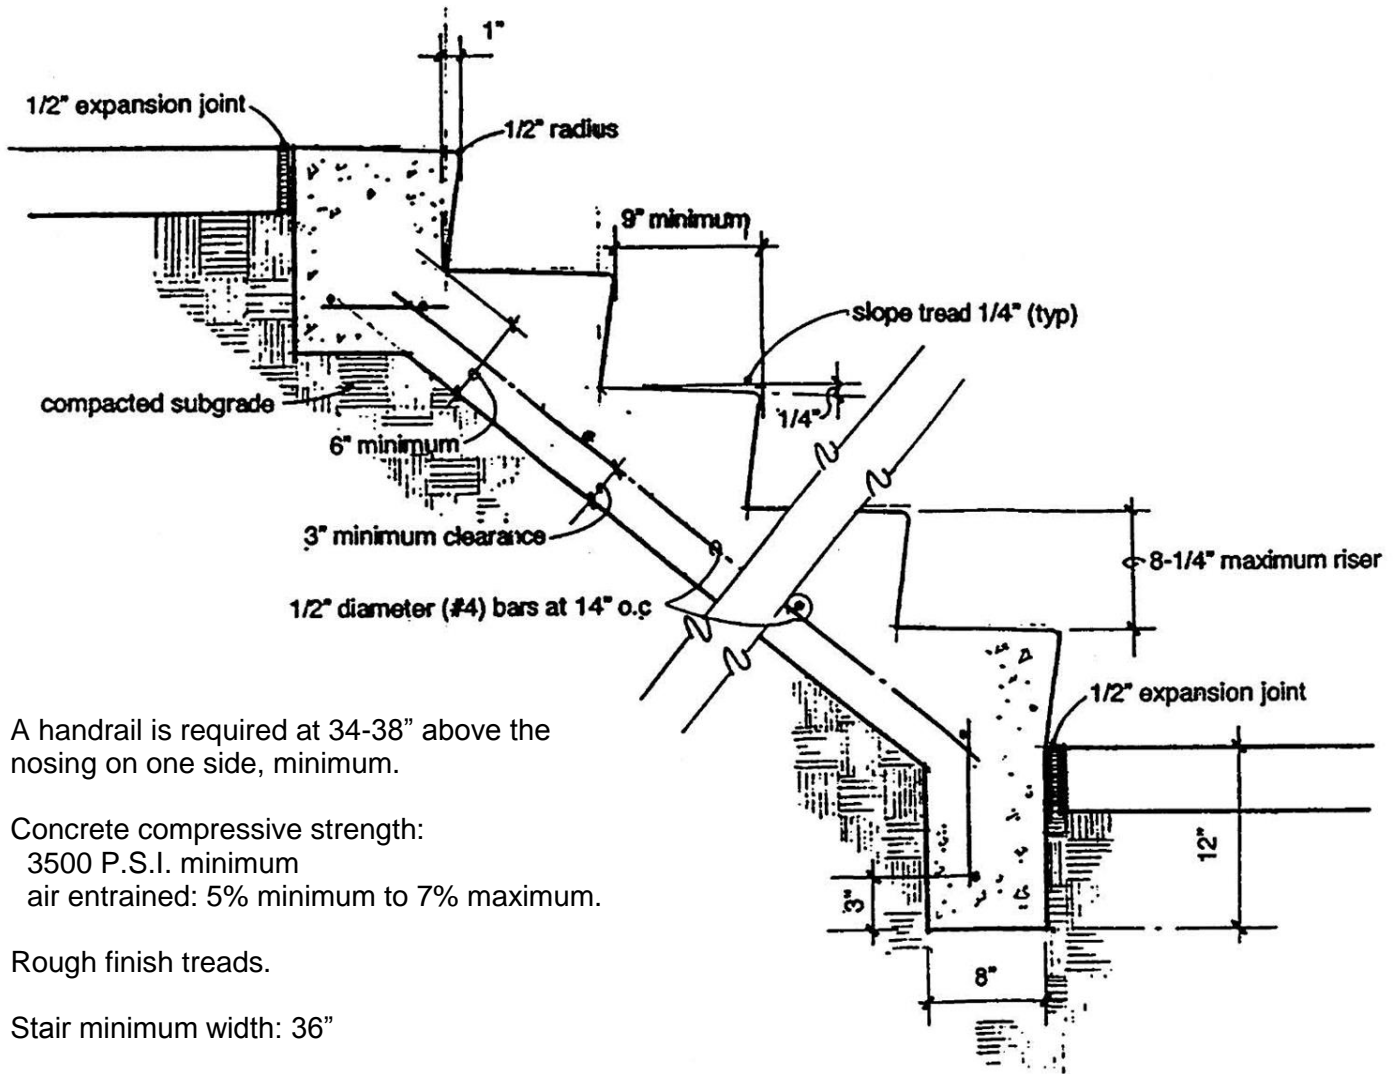 1"
1/2" expansion joint
1/2" radius
9" minimum
slope tread 1/4" (typ)
1/4"
compacted subgrade
6" minimum
3" minimum clearance
8-1/4" maximum riser
1/2" diameter (#4) bars at 14" o.c
1/2" expansion joint
12"
3"
8"
A handrail is required at 34-38” above the
nosing on one side, minimum.
Concrete compressive strength:
3500 P.S.I. minimum
air entrained: 5% minimum to 7% maximum.
Rough finish treads.
Stair minimum width: 36”